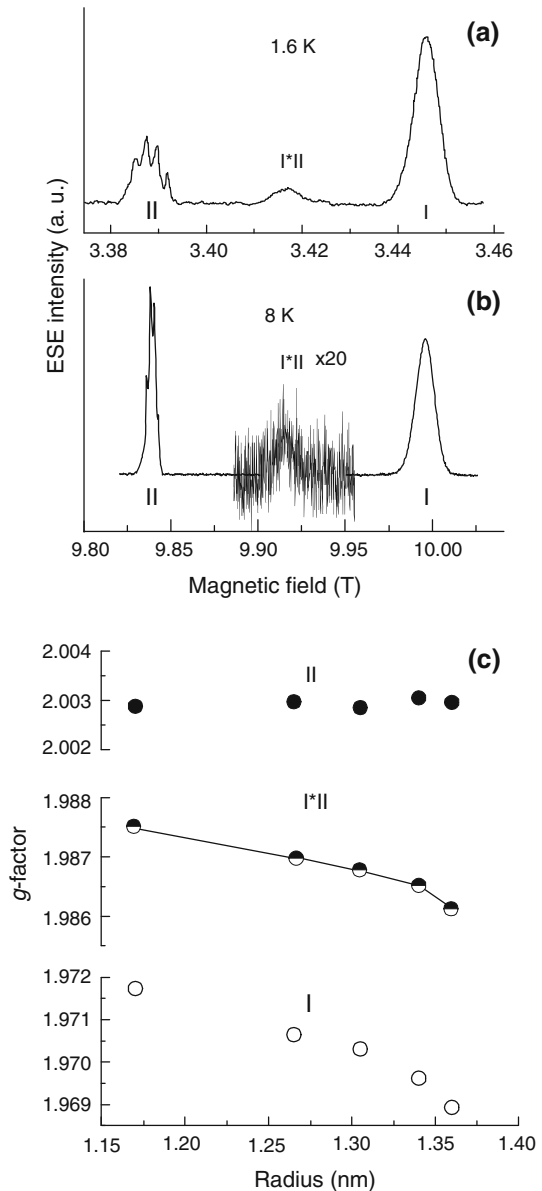 (a)
1.6 K
I*II
II
I
3.38 3.40 3.42 3.44 3.46
ESE intensity (a. u.)
(b)
8 K
I*II x20
II
I
9.80 9.85 9.90 9.95 10.00
Magnetic field (T)
(c)
2.004
II
2.003
2.002
1.988
I*II
1.987
1.986
g-factor
1.972
I
1.971
1.970
1.969
1.15 1.20 1.25 1.30 1.35 1.40
Radius (nm)